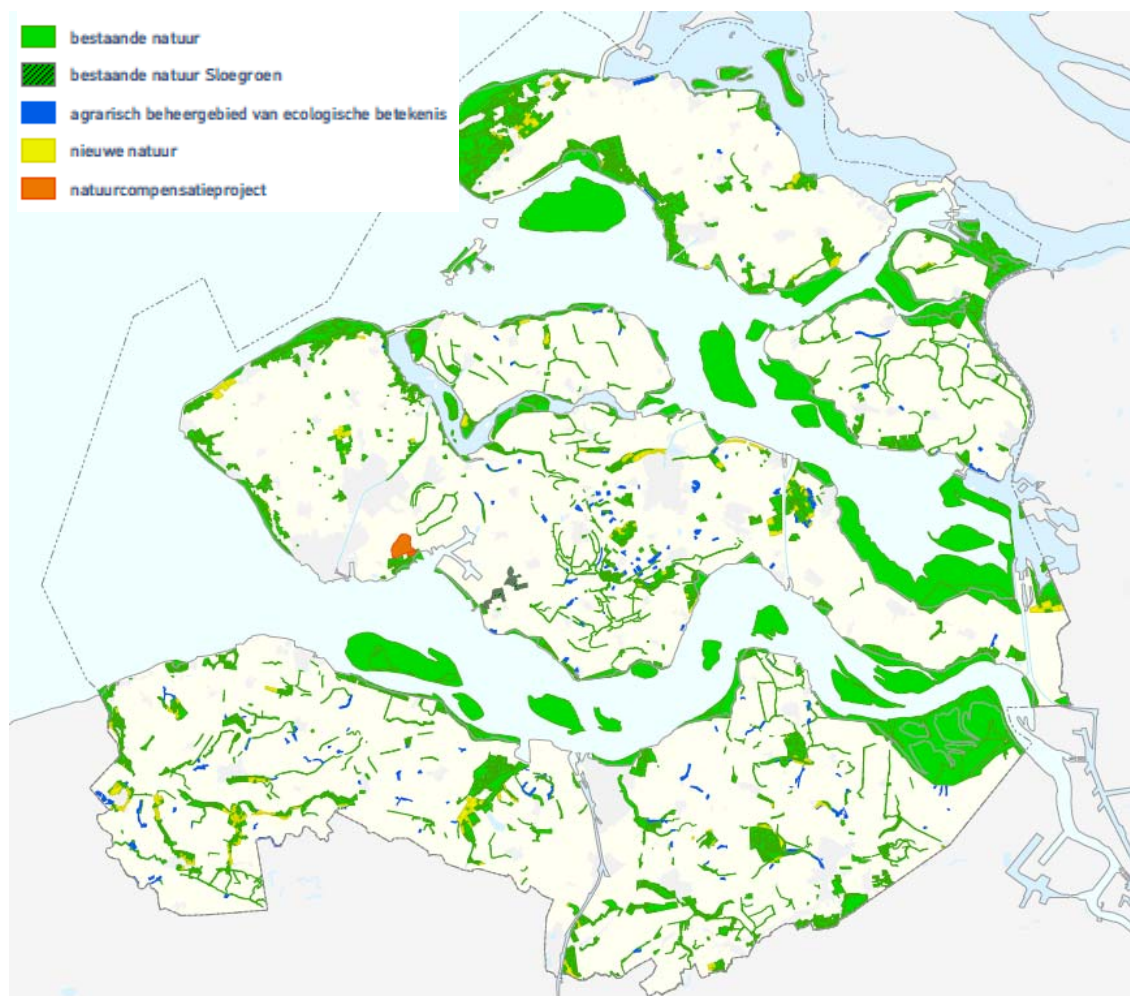 bestaande natuur
bestaande natuur Sloegroen
agrarisch beheergebied van ecologische betekenis
nieuwe natuur
natuurcompensatieproject